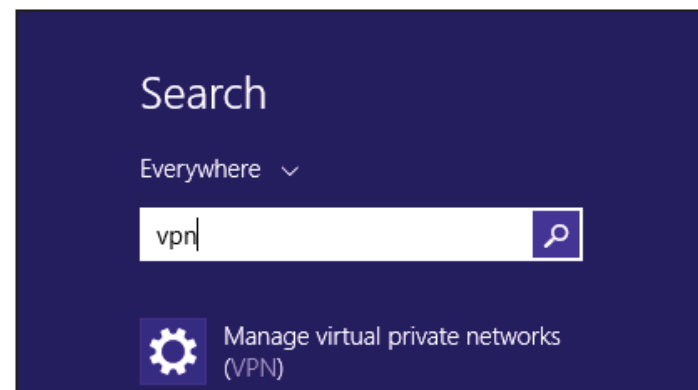 Search
Everywhere
vpn
Manage virtual private networks
(VPN)